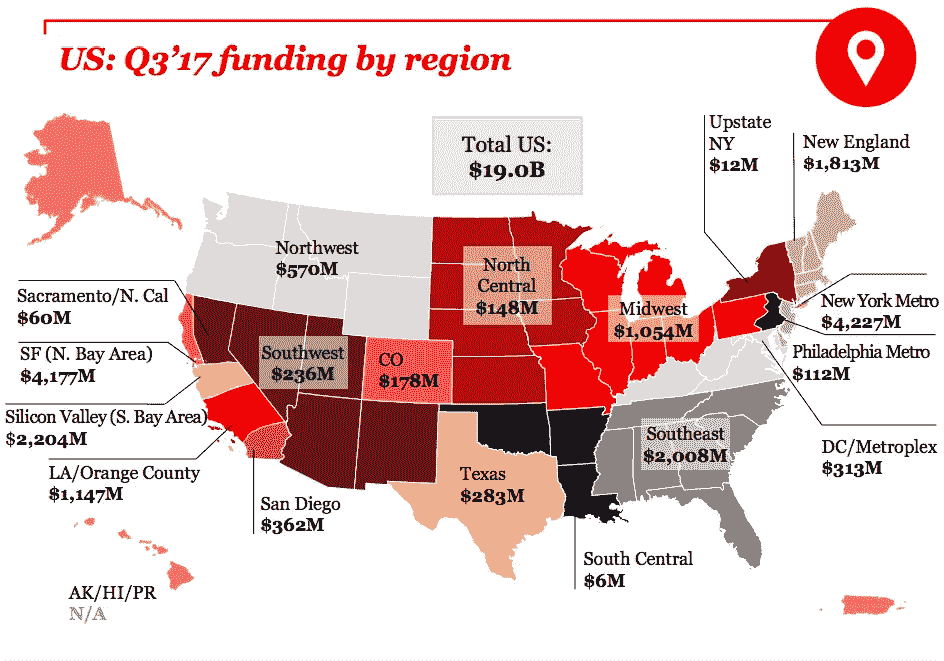 US: Q3’17 funding by region
Total US:
$19.0B
Upstate
NY
$12M
New England
$1,813M
Northwest
$570M
North
Central
$148M
Sacramento/N. Cal
$60M
Midwest
$1,054M
New York Metro
$4,227M
SF (N. Bay Area)
$4,177M
Southwest
$236M
CO
$178M
Philadelphia Metro
$112M
Silicon Valley (S. Bay Area)
$2,204M
Southeast
$2,008M
DC/Metroplex
$313M
LA/Orange County
$1,147M
Texas
$283M
San Diego
$362M
South Central
$6M
AK/HI/PR
N/A